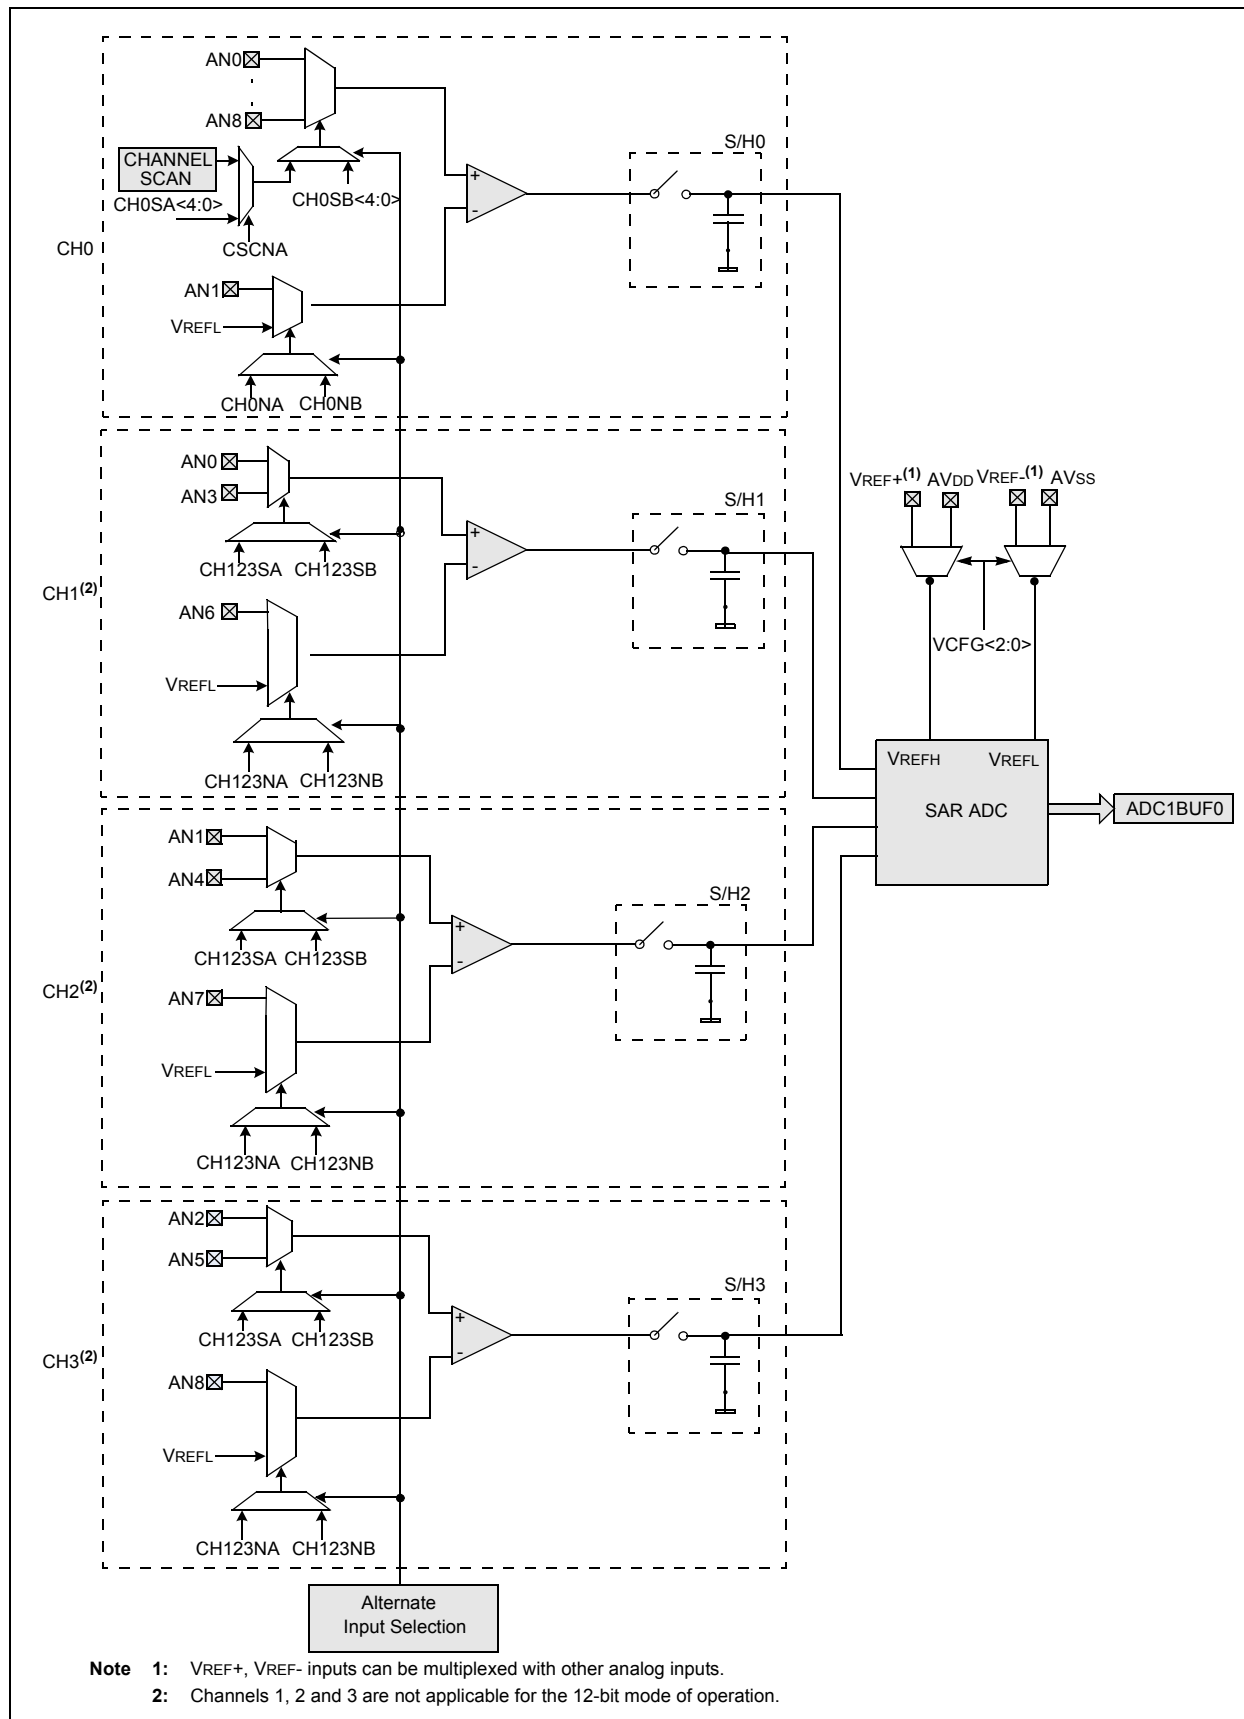 AN0
AN8
CHANNEL
SCAN
CH0SA<4:0>
CH0SB<4:0>
CSCNA
CH0
AN1
VREFL
CH0NA
CH0NB
+
-
S/H0
AN0
AN3
CH123SA
CH123SB
CH1(2)
AN6
VREFL
CH123NA
CH123NB
+
-
S/H1
VREF+(1)
AVDD
VREF-(1)
AVSS
VCFG<2:0>
VREFH
VREFL
SAR ADC
ADC1BUF0
AN1
AN4
CH123SA
CH123SB
CH2(2)
AN7
VREFL
CH123NA
CH123NB
+
-
S/H2
AN2
AN5
CH123SA
CH123SB
CH3(2)
AN8
VREFL
CH123NA
CH123NB
+
-
S/H3
Alternate
Input Selection
Note 1: VREF+, VREF- inputs can be multiplexed with other analog inputs.
2: Channels 1, 2 and 3 are not applicable for the 12-bit mode of operation.